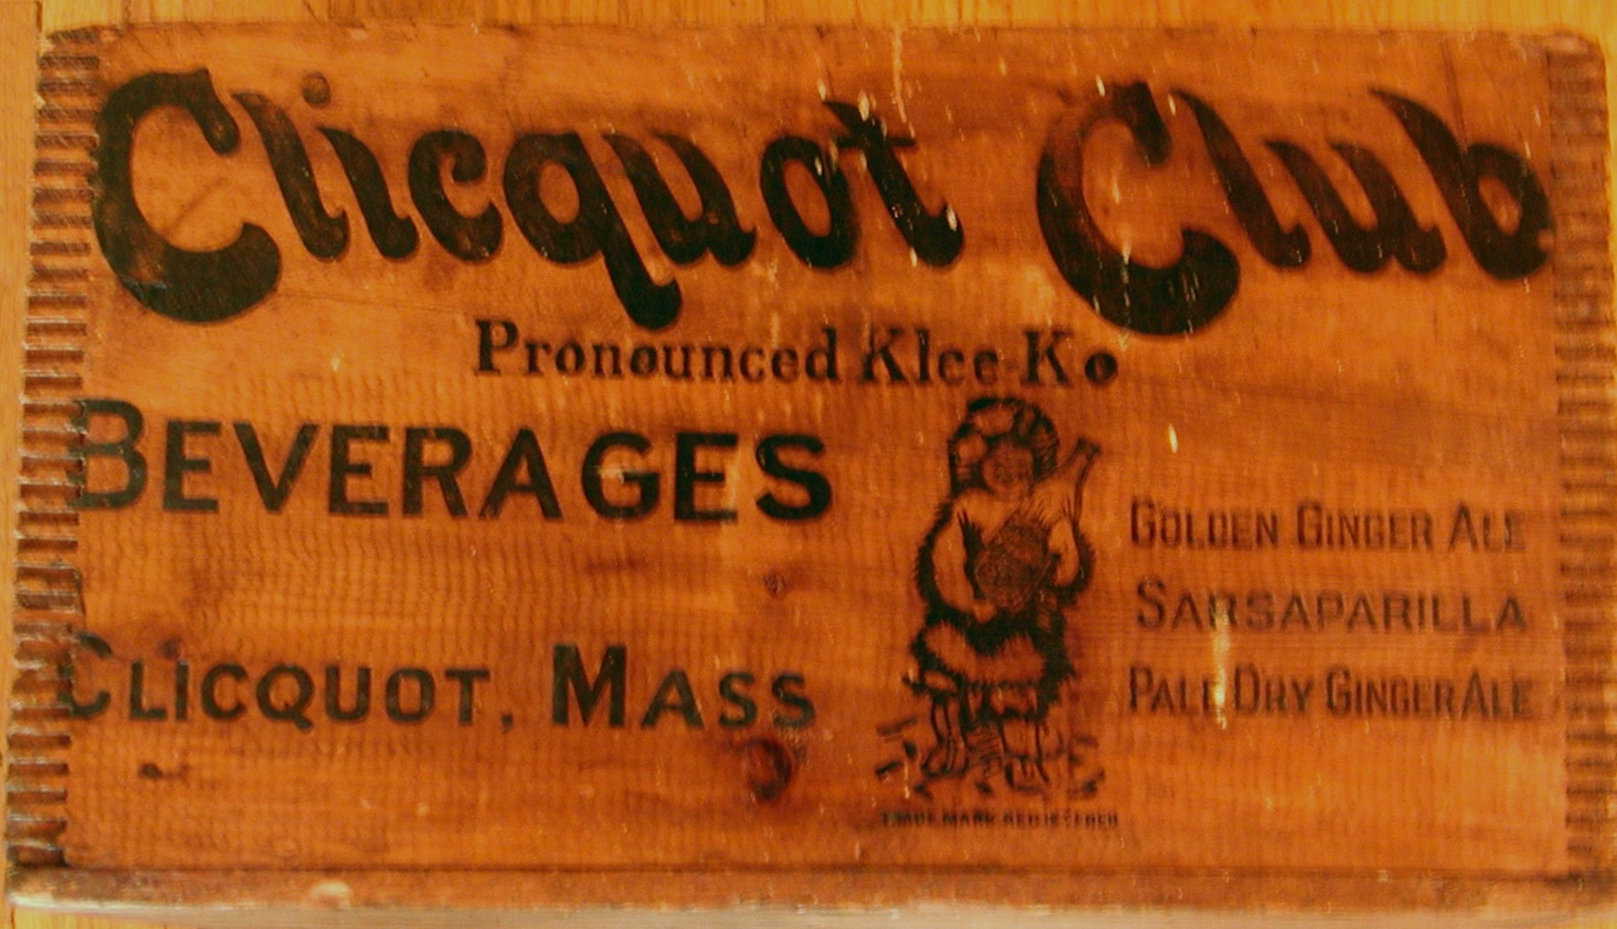 Clicquot Club
Pronounced Klee-Ko
BEVERAGES
CLICQUOT, MASS
GOLDEN GINGER ALE
SARSAPARILLA
PALE DRY GINGER ALE
TRADE MARK REGISTERED